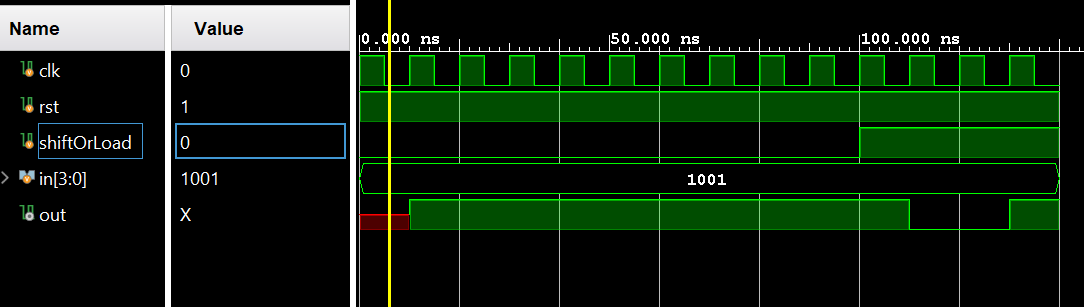 Name Value
0.000 ns 50.000 ns 100.000 ns
clk 0
rst 1
shiftOrLoad 0
in[3:0] 1001 1001
out X